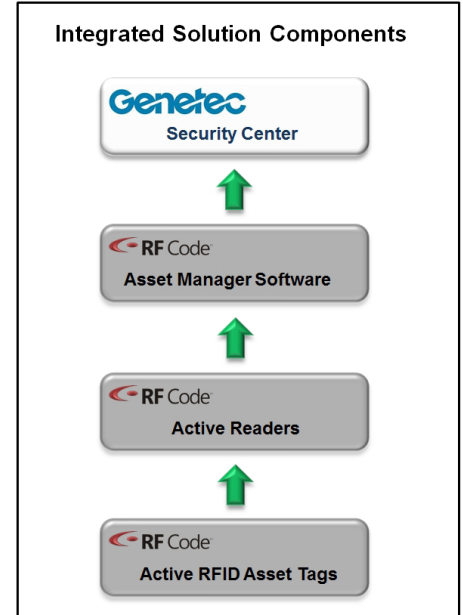 Integrated Solution Components
Genetec
Security Center
RF Code
Asset Manager Software
RF Code
Active Readers
RF Code
Active RFID Asset Tags